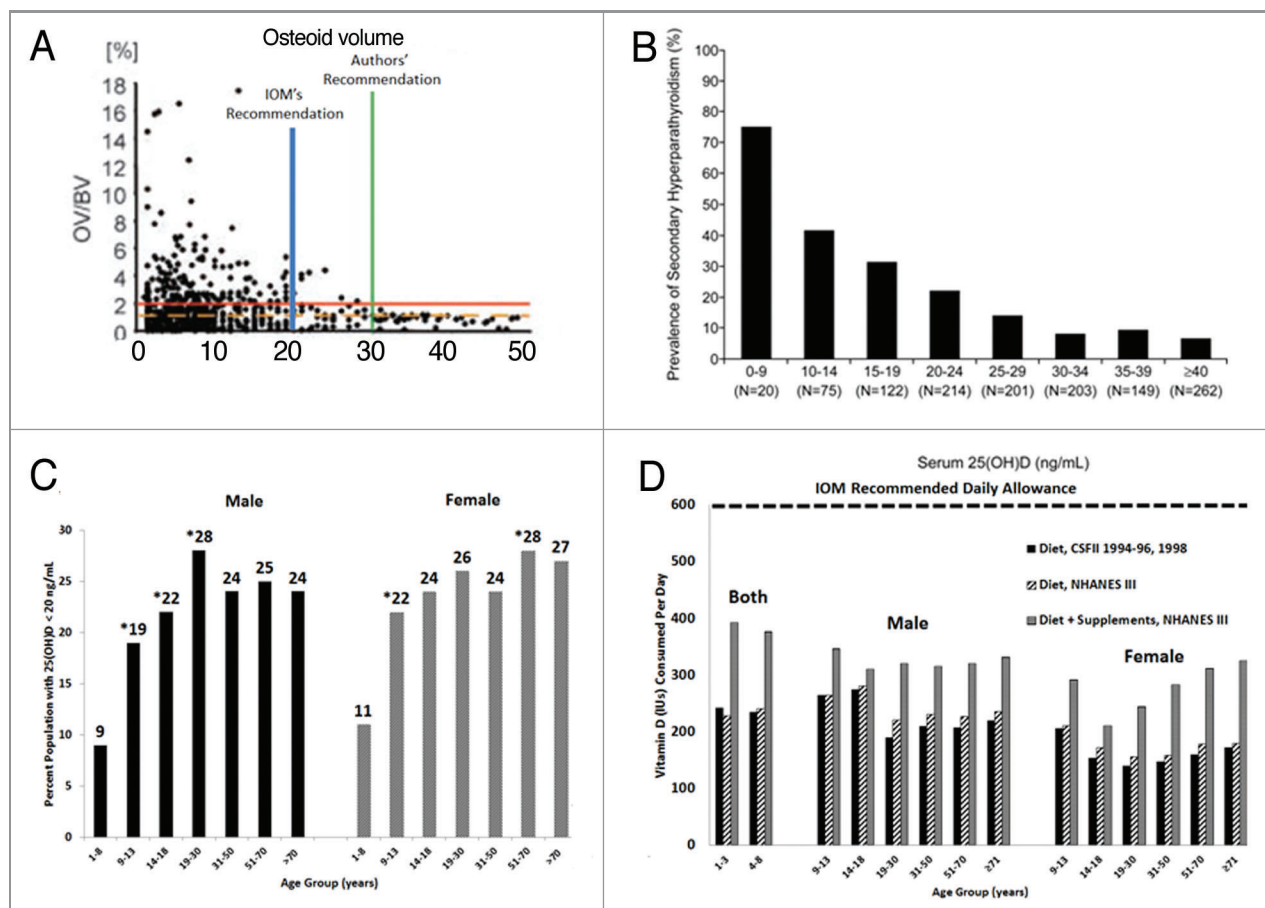 A
[%]
Osteoid volume
Authors'
Recommendation
IOM's
Recommendation
OV/BV
18
16
14
12
10
8
6
4
2
0
0 10 20 30 40 50
B
Prevalence of Secondary Hyperparathyroidism (%)
100
90
80
70
60
50
40
30
20
10
0
0-9 10-14 15-19 20-24 25-29 30-34 35-39 ≥40
(N=20) (N=75) (N=122) (N=214) (N=201) (N=203) (N=149) (N=262)
Serum 25(OH)D (ng/mL)
C
Male Female
Percent Population with 25(OH)D < 20 ng/mL
30
25
20
15
10
5
0
9 *19 *22 *28 24 25 24 11 *22 24 26 24 *28 27
1-8 9-13 14-18 19-30 31-50 51-70 >70 1-8 9-13 14-18 19-30 31-50 51-70 >70
Age Group (years)
D
IOM Recommended Daily Allowance
Vitamin D (IUs) Consumed Per Day
600
500
400
300
200
100
0
Diet, CSFII 1994-96, 1998
Diet, NHANES III
Diet + Supplements, NHANES III
Both
Male
Female
1-3 4-8 9-13 14-18 19-30 31-50 51-70 ≥71 9-13 14-18 19-30 31-50 51-70 ≥71
Age Group (years)